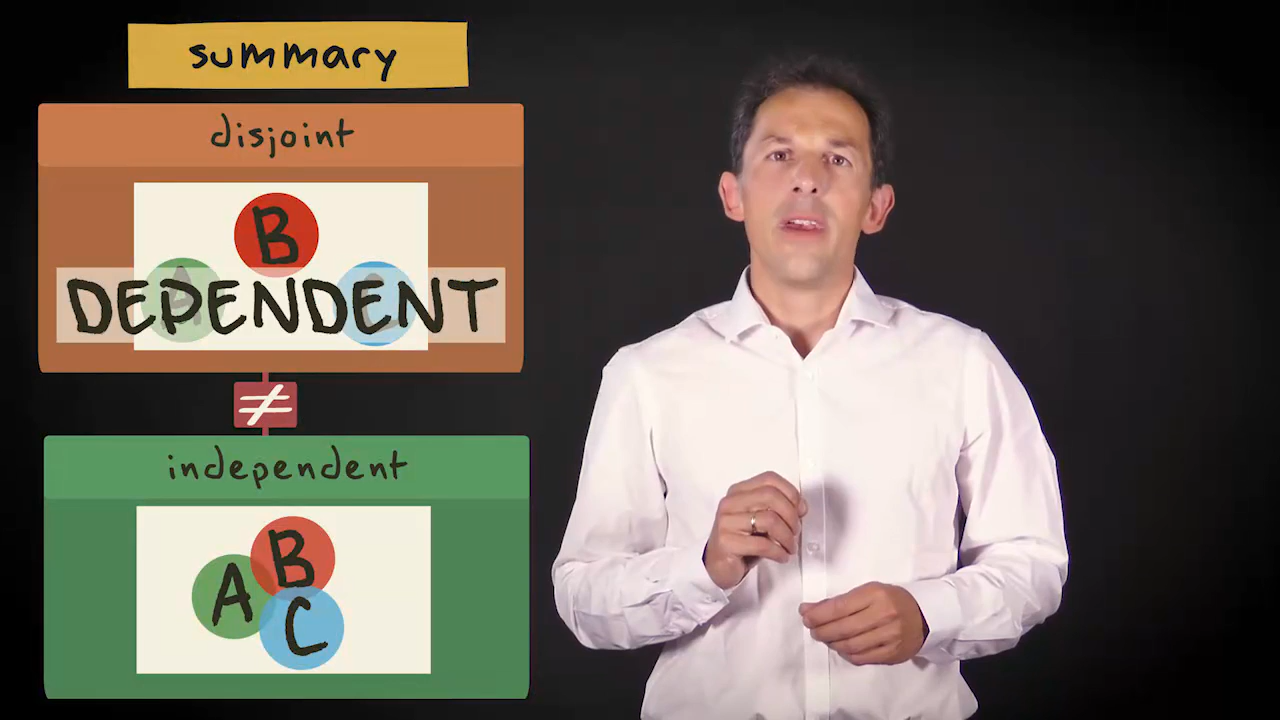 summary
disjoint
B
A C
DEPENDENT
≠
independent
B
A
C